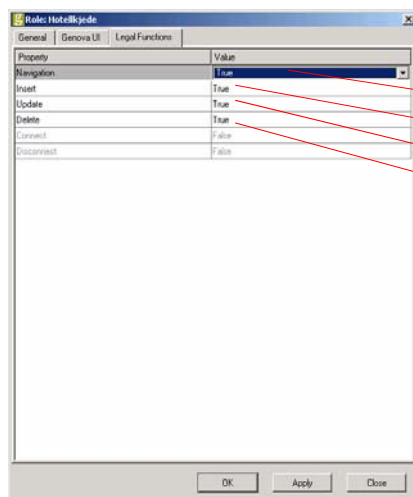 Role: Hotellkjede
General Genova UI Legal Functions
Property Value
Navigation True
Insert True
Update True
Delete True
Connect False
Disconnect False
OK Apply Close